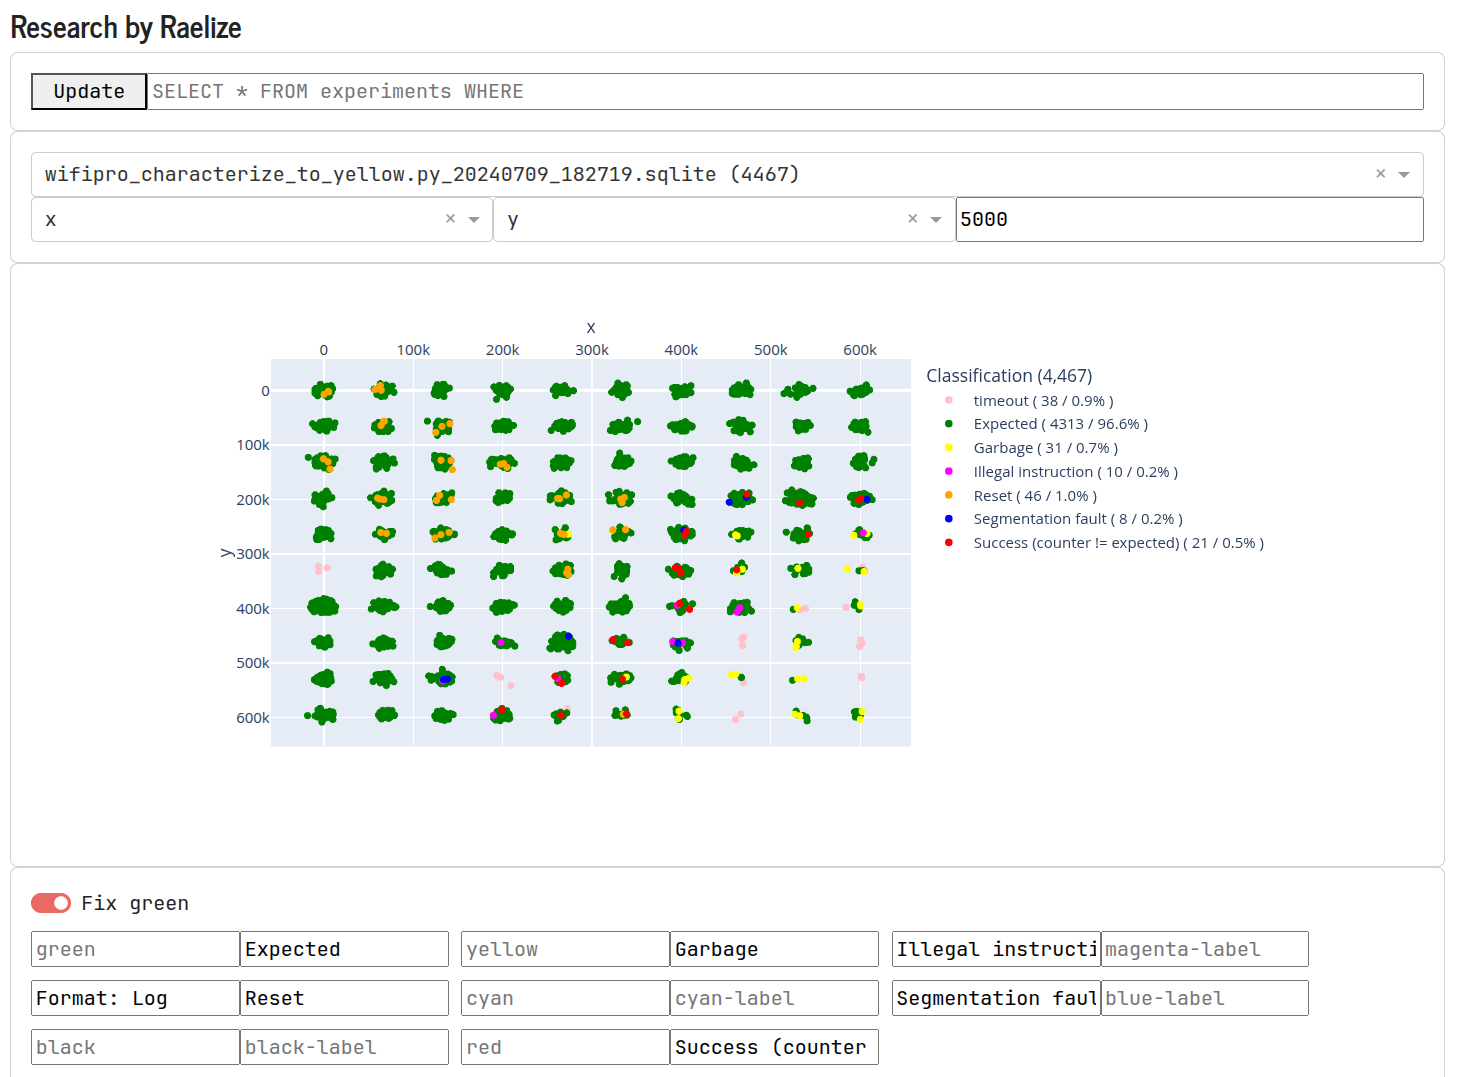 Research by Raelize
Update SELECT * FROM experiments WHERE
wifipro_characterize_to_yellow.py_20240709_182719.sqlite (4467) × 
x × y × 5000
x
0 100k 200k 300k 400k 500k 600k
y
0
100k
200k
300k
400k
500k
600k
Classification (4,467)
timeout ( 38 / 0.9% )
Expected ( 4313 / 96.6% )
Garbage ( 31 / 0.7% )
Illegal instruction ( 10 / 0.2% )
Reset ( 46 / 1.0% )
Segmentation fault ( 8 / 0.2% )
Success (counter != expected) ( 21 / 0.5% )
Fix green
green Expected yellow Garbage Illegal instructi magenta-label
Format: Log Reset cyan cyan-label Segmentation faul blue-label
black black-label red Success (counter